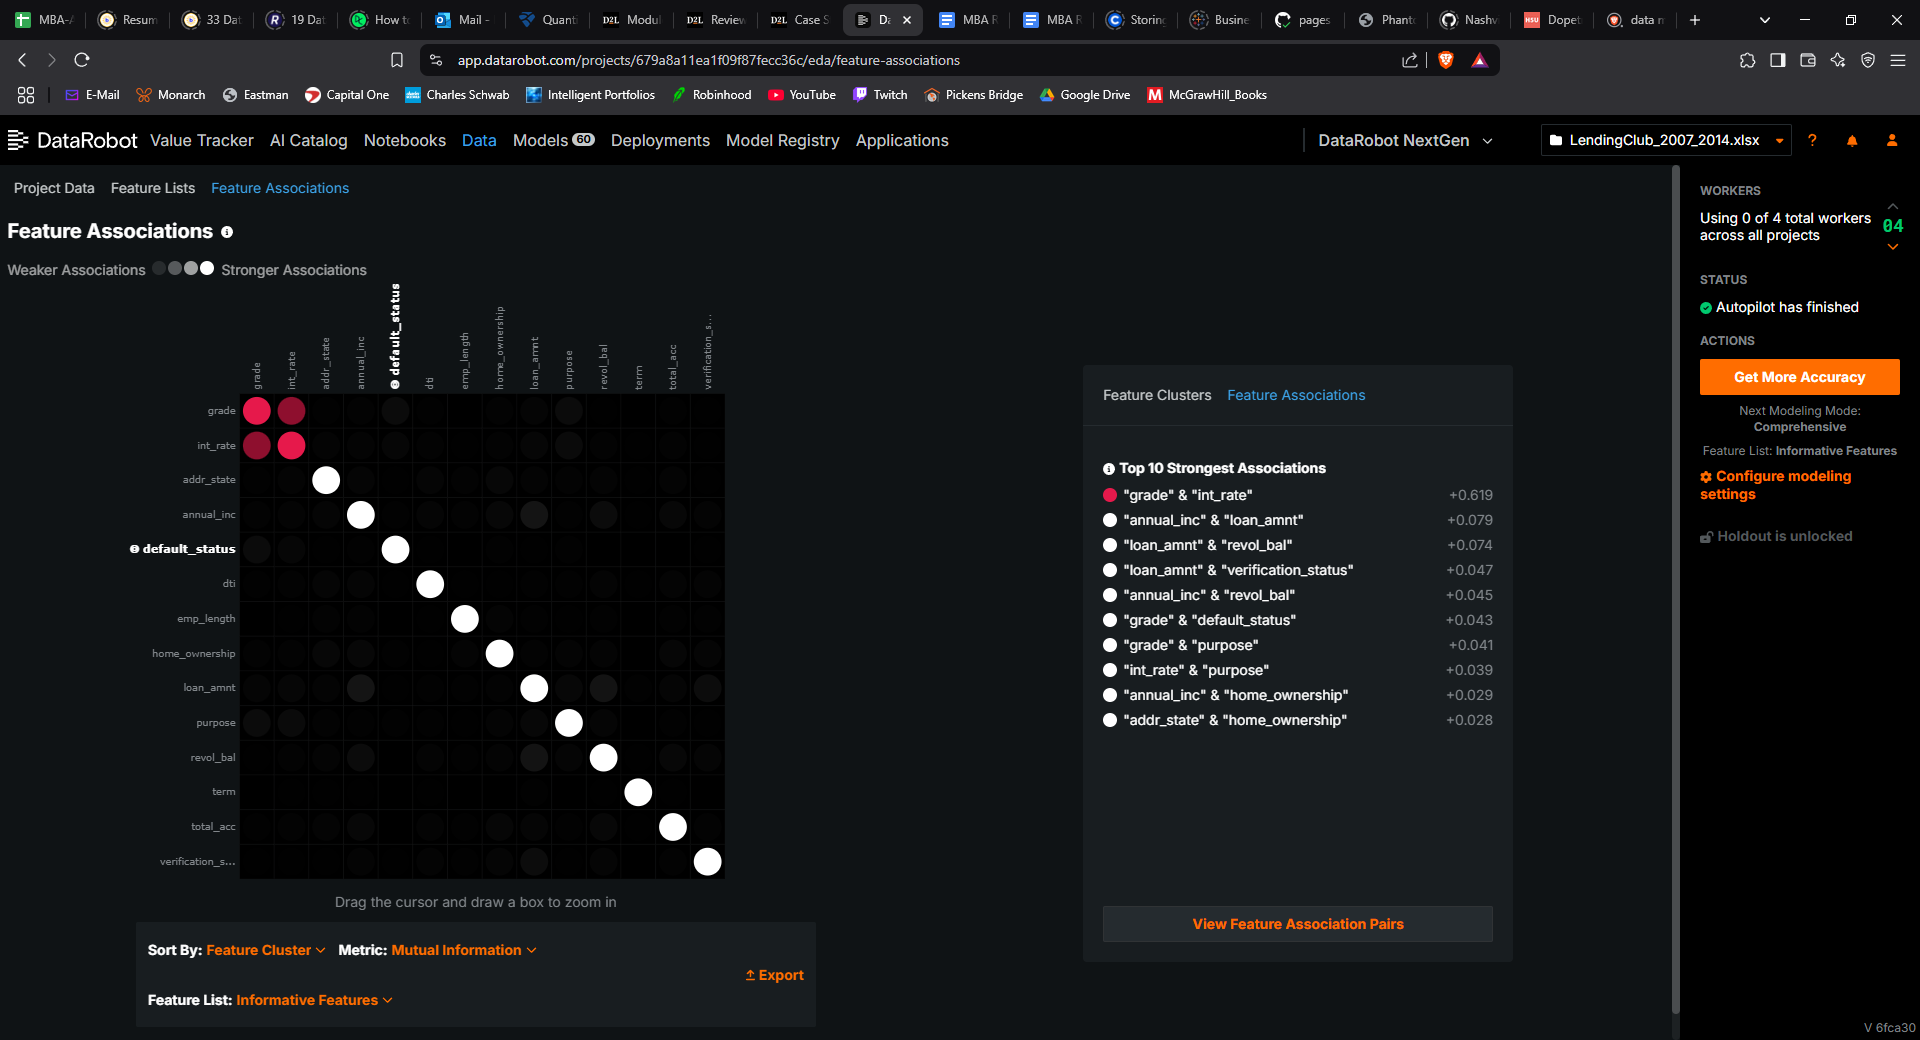 MBA-A
Resum
33 Dat
19 Dat
How to
Mail -
Quanti
D2L Modul
D2L Review
D2L Case S
Da
MBA R
MBA R
Storing
Busine
pages
Phanto
Nashv
HSU Dopet
data m
app.datarobot.com/projects/679a8a11ea1f09f87fecc36c/eda/feature-associations
E-Mail Monarch Eastman Capital One Charles Schwab Intelligent Portfolios Robinhood YouTube Twitch Pickens Bridge Google Drive M McGrawHill_Books
DataRobot Value Tracker AI Catalog Notebooks Data Models 60 Deployments Model Registry Applications DataRobot NextGen LendingClub_2007_2014.xlsx ?
Project Data Feature Lists Feature Associations
Feature Associations
Weaker Associations Stronger Associations
grade
int_rate
addr_state
annual_inc
default_status
dti
emp_length
home_ownership
loan_amnt
purpose
revol_bal
term
total_acc
verification_s...
grade
int_rate
addr_state
annual_inc
default_status
dti
emp_length
home_ownership
loan_amnt
purpose
revol_bal
term
total_acc
verification_s...
Drag the cursor and draw a box to zoom in
Sort By: Feature Cluster Metric: Mutual Information
Export
Feature List: Informative Features
Feature Clusters Feature Associations
Top 10 Strongest Associations
"grade" & "int_rate" +0.619
"annual_inc" & "loan_amnt" +0.079
"loan_amnt" & "revol_bal" +0.074
"loan_amnt" & "verification_status" +0.047
"annual_inc" & "revol_bal" +0.045
"grade" & "default_status" +0.043
"grade" & "purpose" +0.041
"int_rate" & "purpose" +0.039
"annual_inc" & "home_ownership" +0.029
"addr_state" & "home_ownership" +0.028
View Feature Association Pairs
WORKERS
Using 0 of 4 total workers
across all projects
04
STATUS
Autopilot has finished
ACTIONS
Get More Accuracy
Next Modeling Mode:
Comprehensive
Feature List: Informative Features
Configure modeling
settings
Holdout is unlocked
V 6fca30